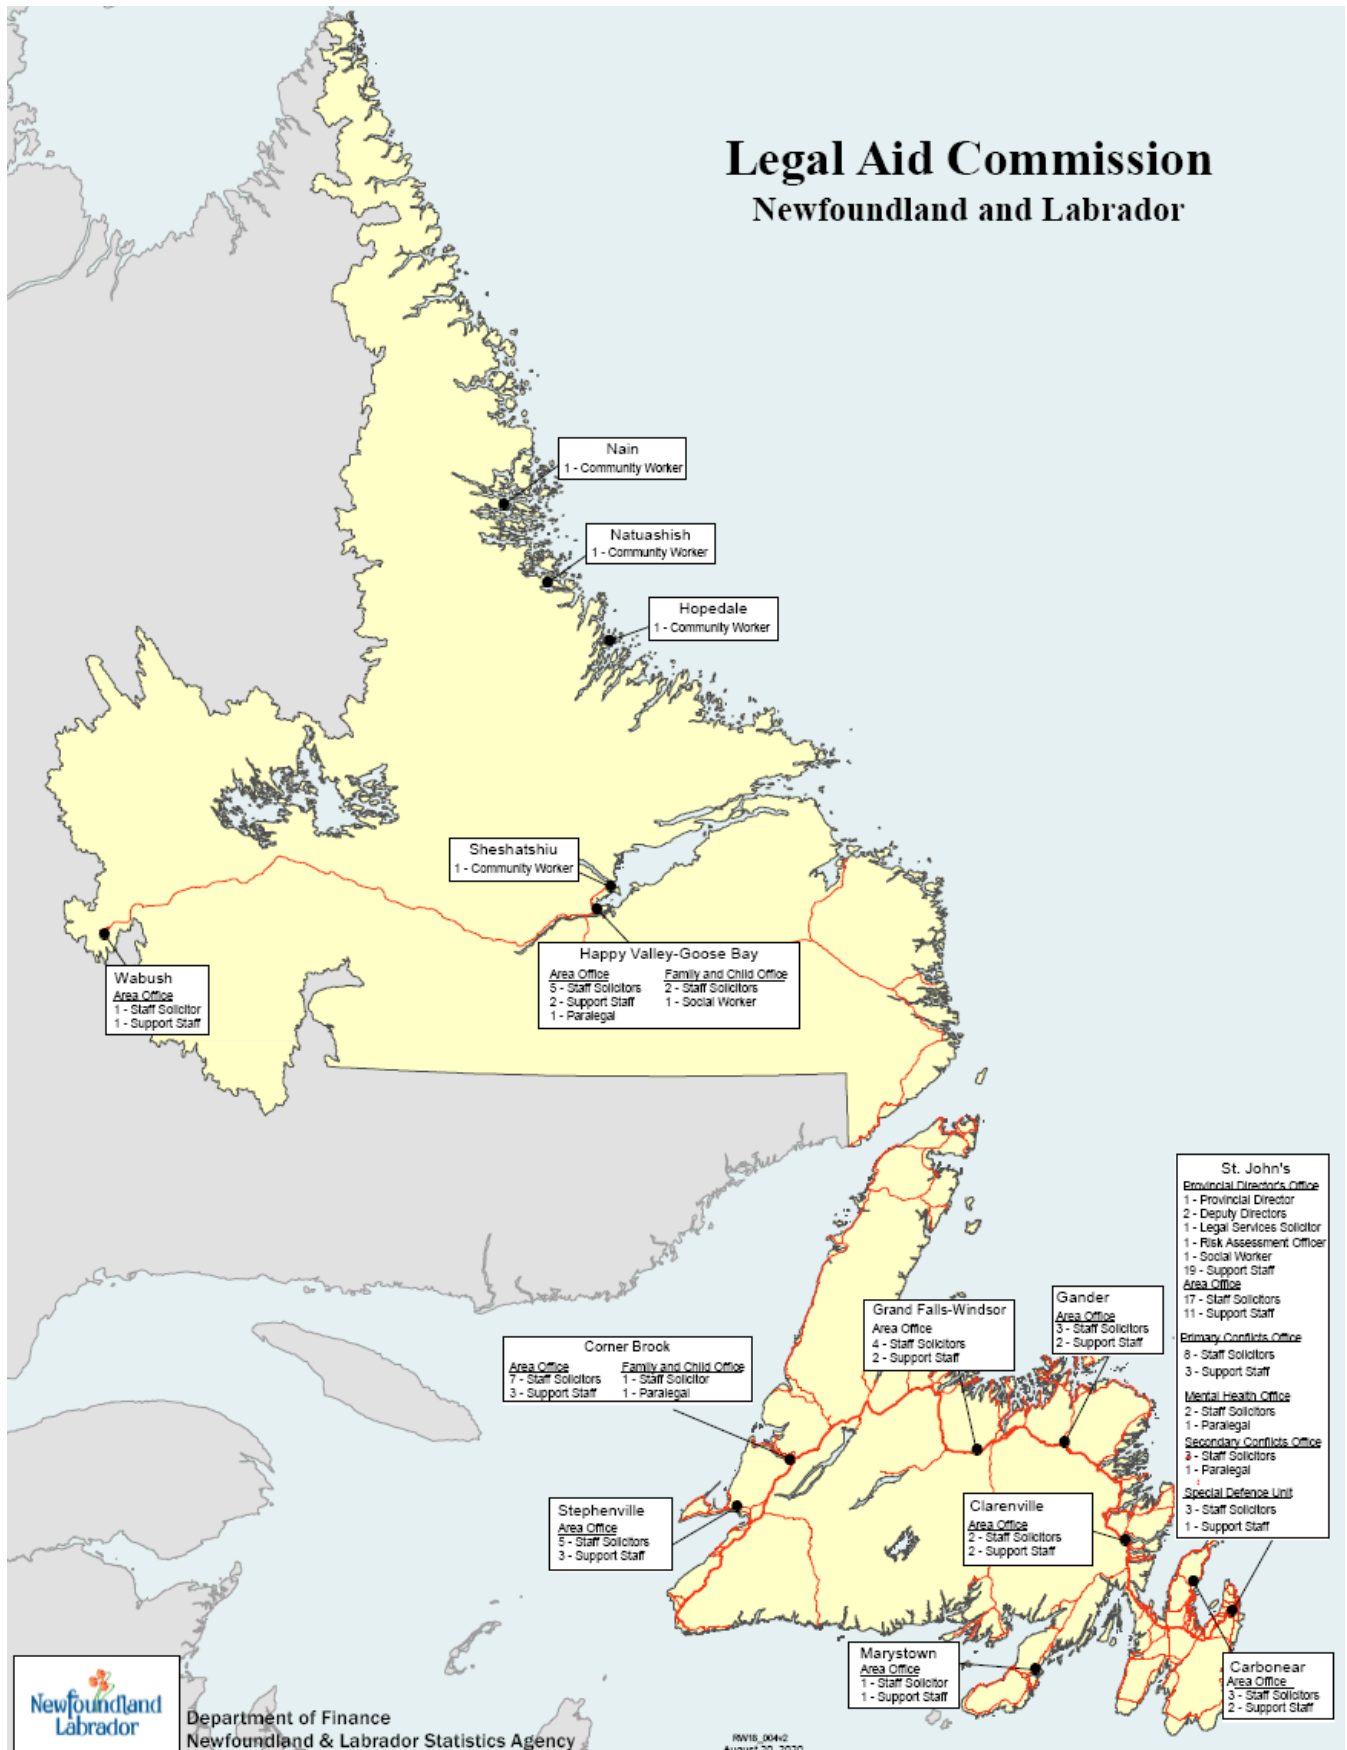 Legal Aid Commission
Newfoundland and Labrador
Nain
1 - Community Worker
Natuashish
1 - Community Worker
Hopedale
1 - Community Worker
Sheshatshiu
1 - Community Worker
Happy Valley-Goose Bay
Area Office
5 - Staff Solicitors
2 - Support Staff
1 - Paralegal
Family and Child Office
2 - Staff Solicitors
1 - Social Worker
Wabush
Area Office
1 - Staff Solicitor
1 - Support Staff
St. John's
Provincial Director's Office
1 - Provincial Director
2 - Deputy Directors
1 - Legal Services Solicitor
1 - Risk Assessment Officer
1 - Social Worker
19 - Support Staff
Area Office
17 - Staff Solicitors
11 - Support Staff
Primary Conflicts Office
8 - Staff Solicitors
3 - Support Staff
Mental Health Office
2 - Staff Solicitors
1 - Paralegal
Secondary Conflicts Office
3 - Staff Solicitors
1 - Paralegal
Special Defence Unit
3 - Staff Solicitors
1 - Support Staff
Gander
Area Office
3 - Staff Solicitors
2 - Support Staff
Grand Falls-Windsor
Area Office
4 - Staff Solicitors
2 - Support Staff
Corner Brook
Area Office
7 - Staff Solicitors
3 - Support Staff
Family and Child Office
1 - Staff Solicitor
1 - Paralegal
Stephenville
Area Office
5 - Staff Solicitors
3 - Support Staff
Clarenville
Area Office
2 - Staff Solicitors
2 - Support Staff
Marystown
Area Office
1 - Staff Solicitor
1 - Support Staff
Carbonear
Area Office
3 - Staff Solicitors
2 - Support Staff
Newfoundland
Labrador
Department of Finance
Newfoundland & Labrador Statistics Agency
RW18_004v2
August 20, 2020